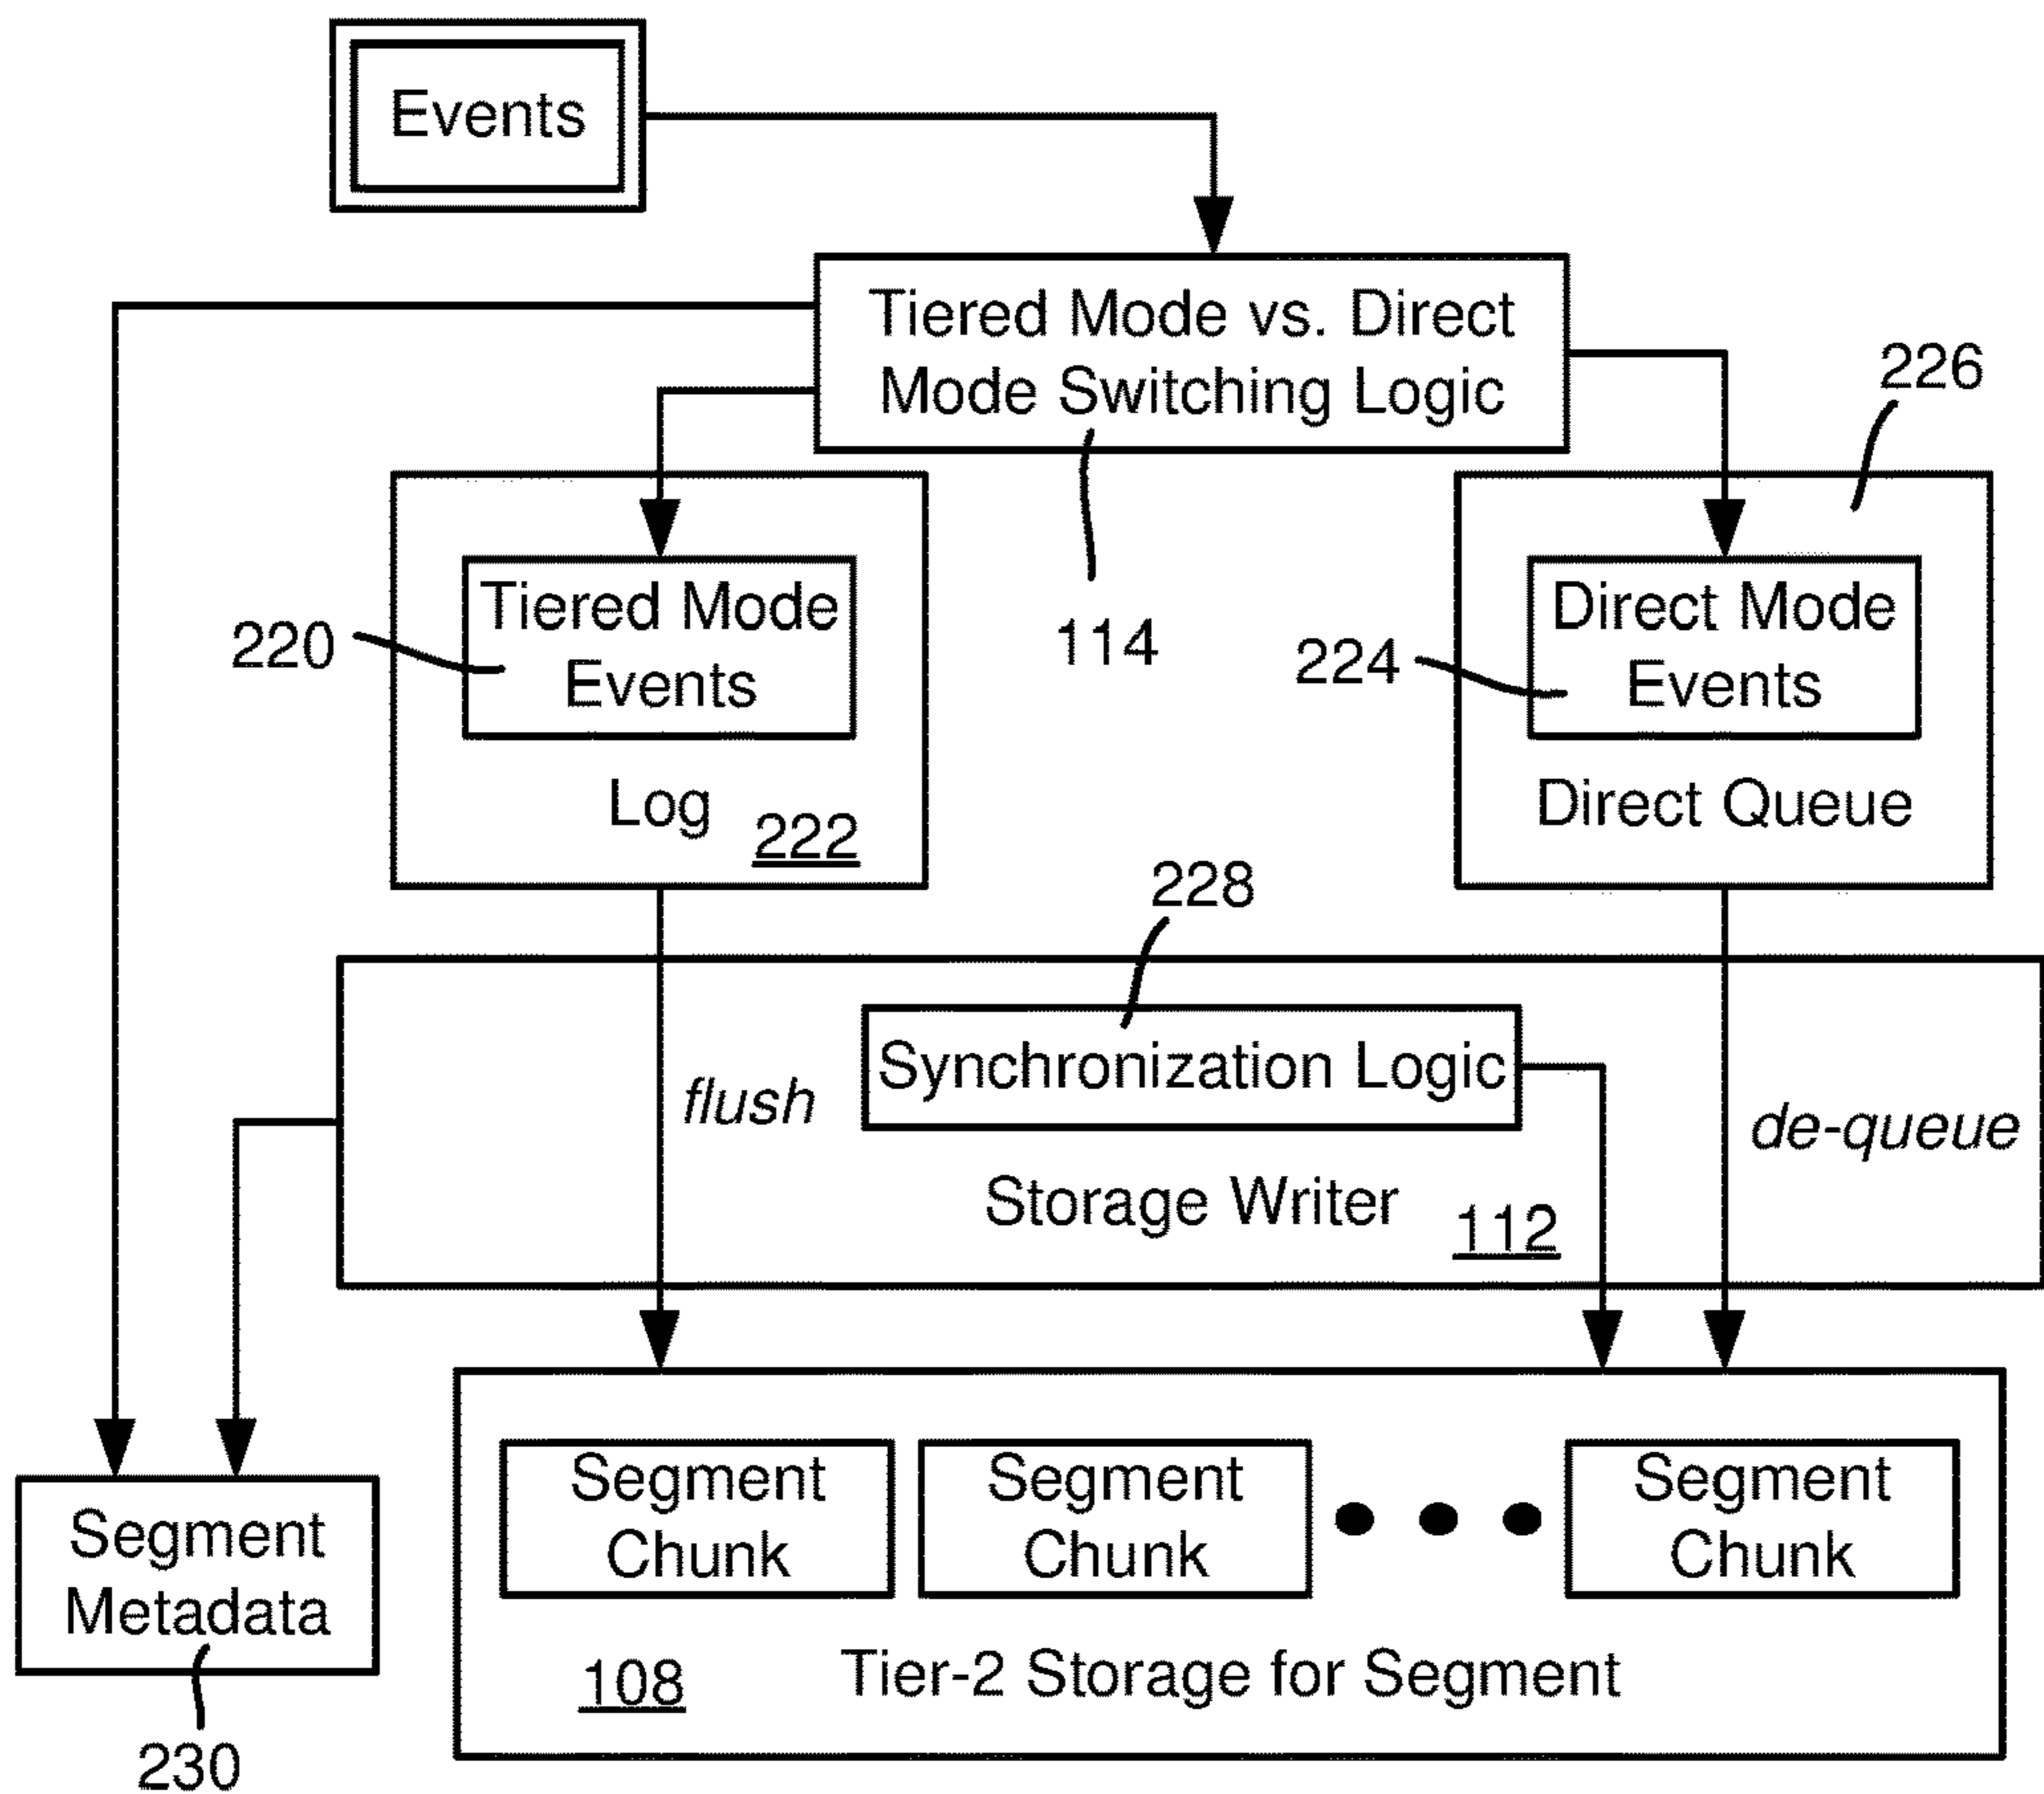 Events
Tiered Mode vs. Direct
Mode Switching Logic
114
226
Tiered Mode
Events
220
Log
222
Direct Mode
Events
224
Direct Queue
228
Synchronization Logic
flush
de-queue
Storage Writer
112
Segment
Metadata
230
Segment
Chunk
Segment
Chunk
Segment
Chunk
108
Tier-2 Storage for Segment